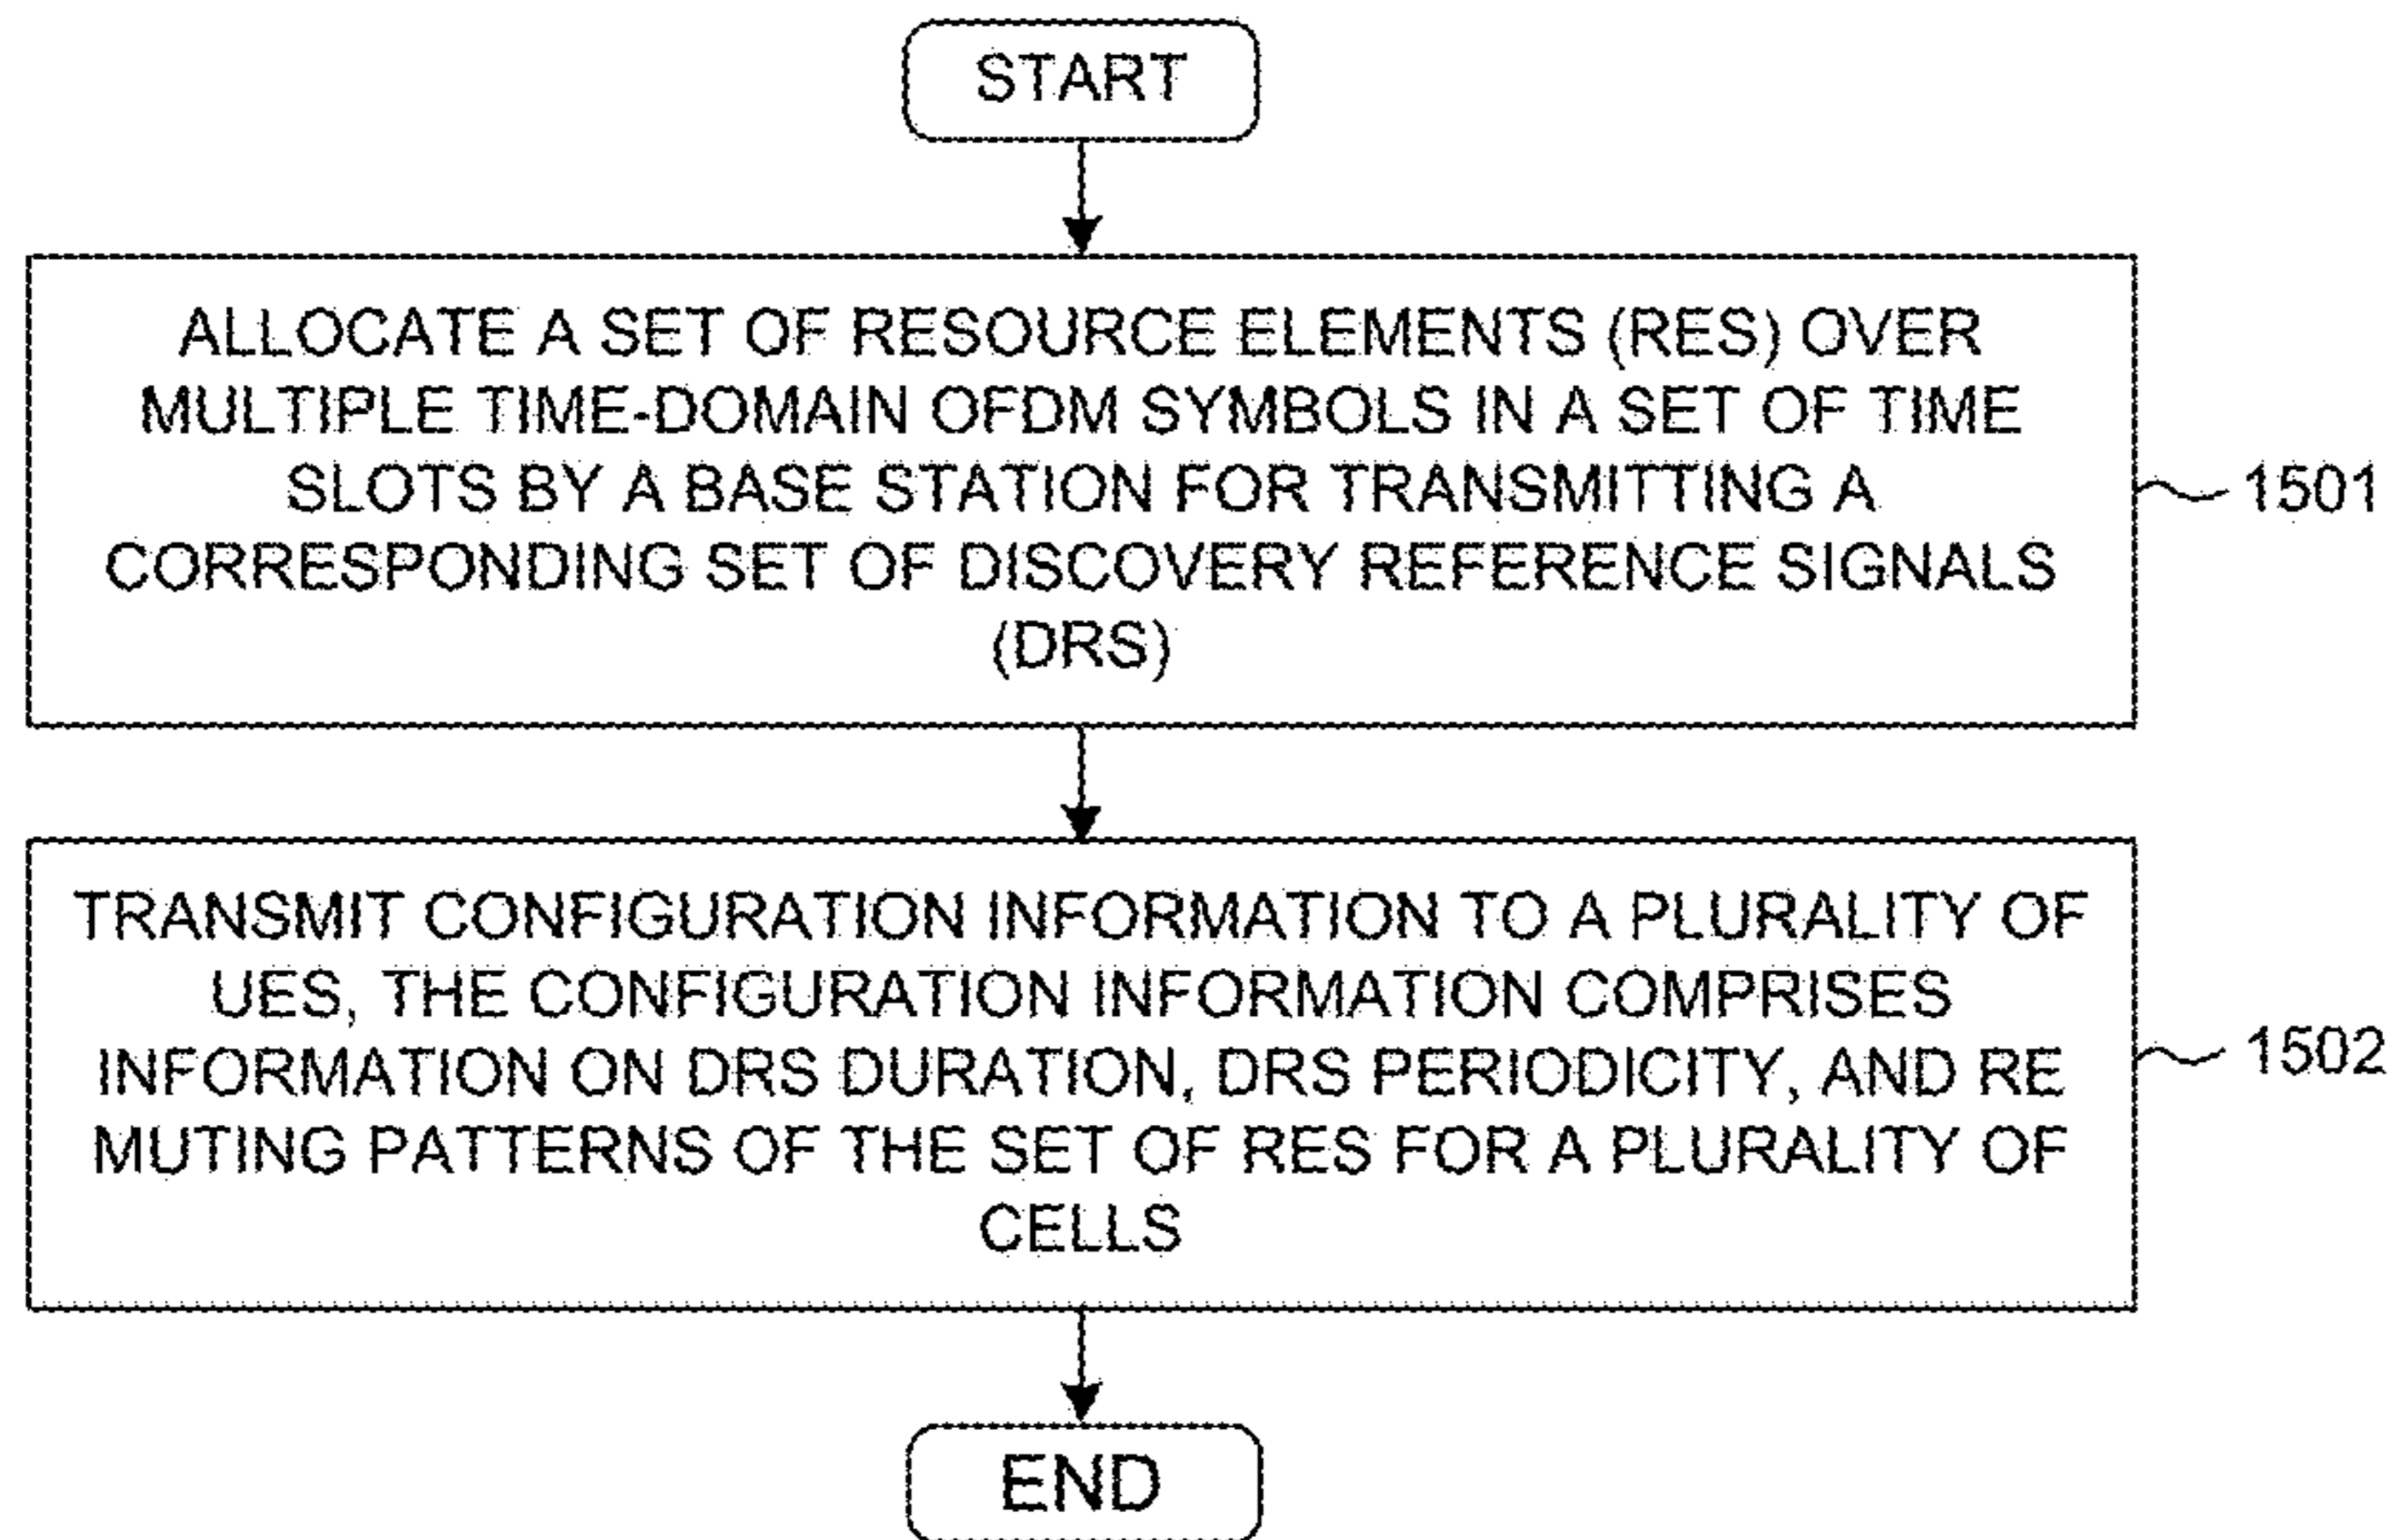 START
ALLOCATE A SET OF RESOURCE ELEMENTS (RES) OVER
MULTIPLE TIME-DOMAIN OFDM SYMBOLS IN A SET OF TIME
SLOTS BY A BASE STATION FOR TRANSMITTING A
CORRESPONDING SET OF DISCOVERY REFERENCE SIGNALS
(DRS)
1501
TRANSMIT CONFIGURATION INFORMATION TO A PLURALITY OF
UES, THE CONFIGURATION INFORMATION COMPRISES
INFORMATION ON DRS DURATION, DRS PERIODICITY, AND RE
MUTING PATTERNS OF THE SET OF RES FOR A PLURALITY OF
CELLS
1502
END